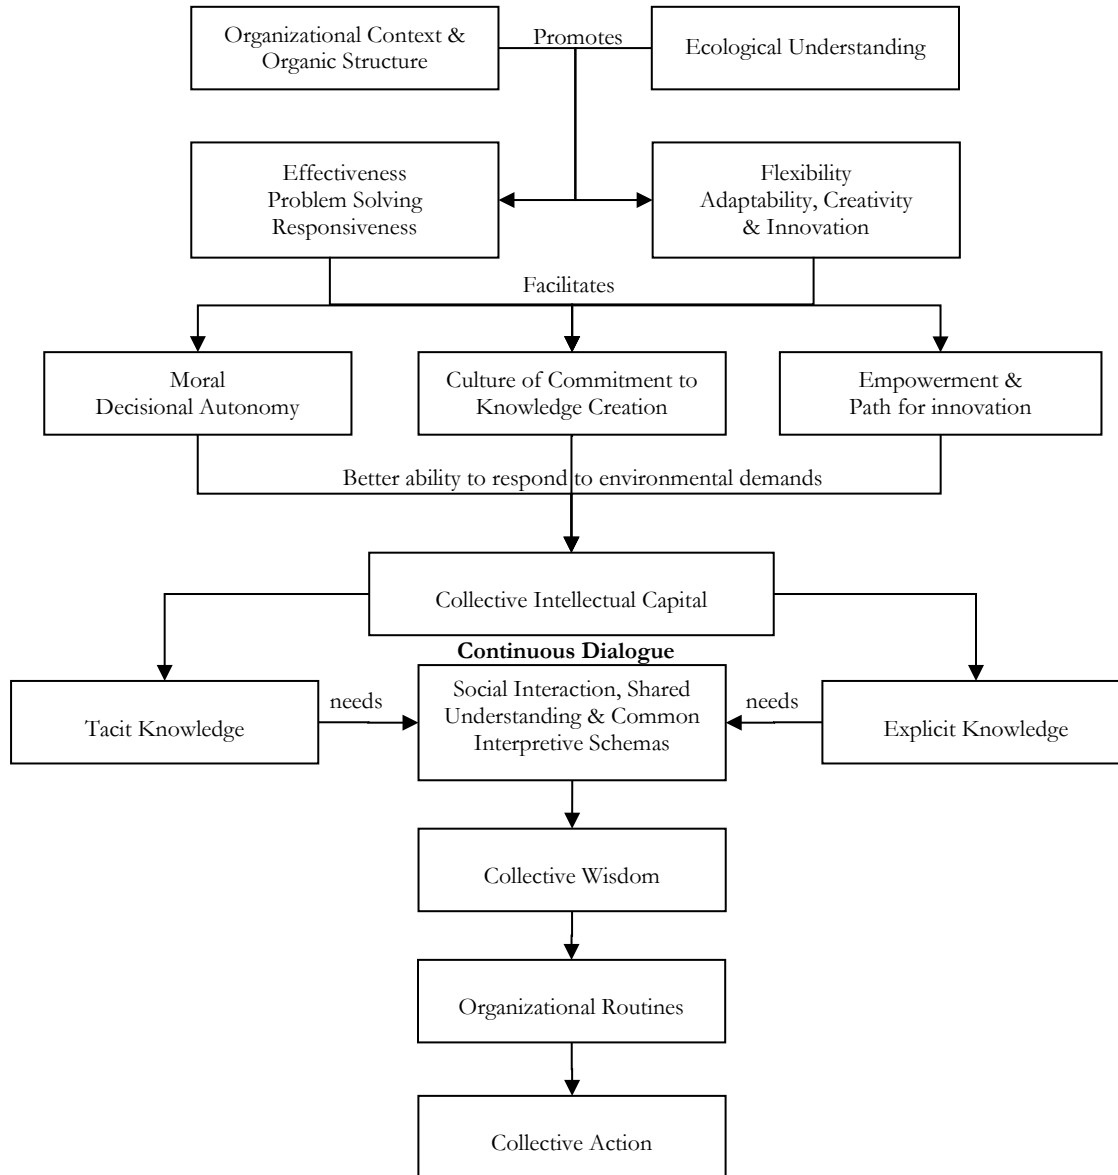 Organizational Context &
Organic Structure
Promotes
Ecological Understanding
Effectiveness
Problem Solving
Responsiveness
Flexibility
Adaptability, Creativity
& Innovation
Facilitates
Moral
Decisional Autonomy
Culture of Commitment to
Knowledge Creation
Empowerment &
Path for innovation
Better ability to respond to environmental demands
Collective Intellectual Capital
Continuous Dialogue
Tacit Knowledge
needs
Social Interaction, Shared
Understanding & Common
Interpretive Schemas
needs
Explicit Knowledge
Collective Wisdom
Organizational Routines
Collective Action